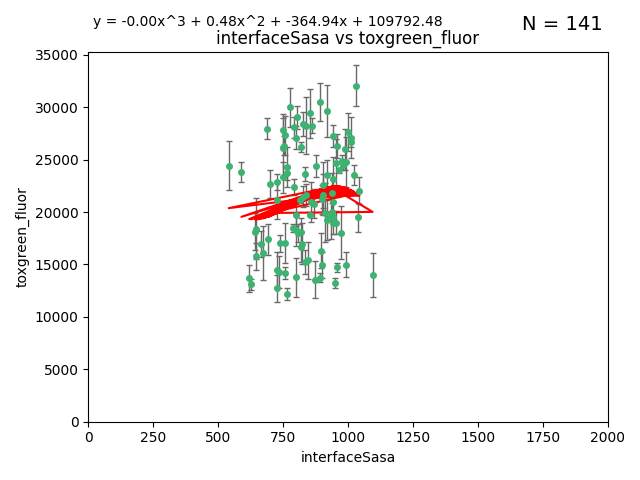 y = -0.00x^3 + 0.48x^2 + -364.94x + 109792.48
N = 141
interfaceSasa vs toxgreen_fluor
35000
30000
25000
20000
15000
10000
5000
0
toxgreen_fluor
0 250 500 750 1000 1250 1500 1750 2000
interfaceSasa